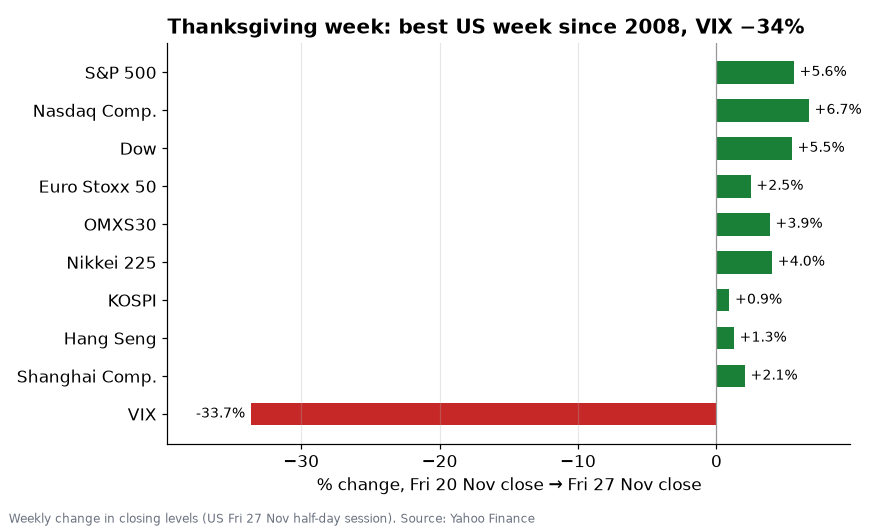 Thanksgiving week: best US week since 2008, VIX −34%
S&P 500 +5.6%
Nasdaq Comp. +6.7%
Dow +5.5%
Euro Stoxx 50 +2.5%
OMXS30 +3.9%
Nikkei 225 +4.0%
KOSPI +0.9%
Hang Seng +1.3%
Shanghai Comp. +2.1%
VIX -33.7%
−30 −20 −10 0
% change, Fri 20 Nov close → Fri 27 Nov close
Weekly change in closing levels (US Fri 27 Nov half-day session). Source: Yahoo Finance